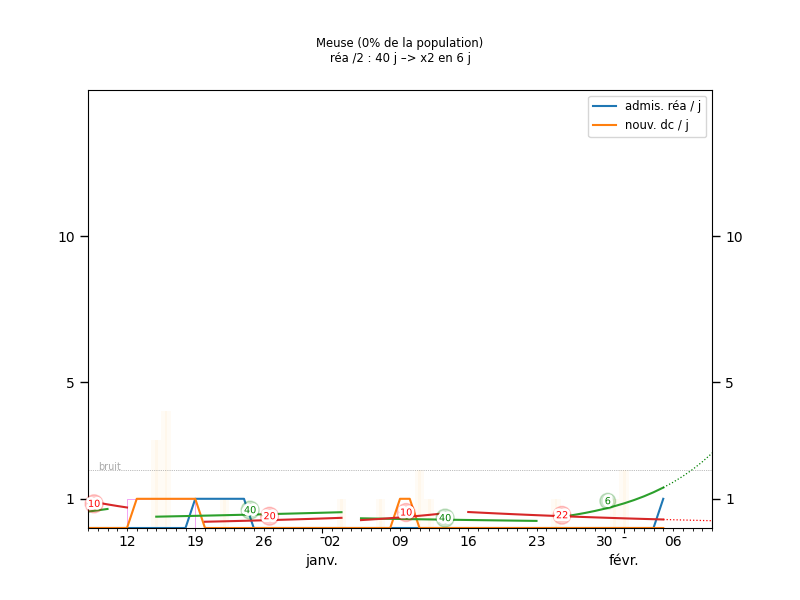 Meuse (0% de la population)
réa /2 : 40 j –> x2 en 6 j
admis. réa / j
nouv. dc / j
10 10
5 5
bruit
1 1
10 40 20 10 40 22 6
12 19 26 02 09 16 23 30 06
janv. févr.